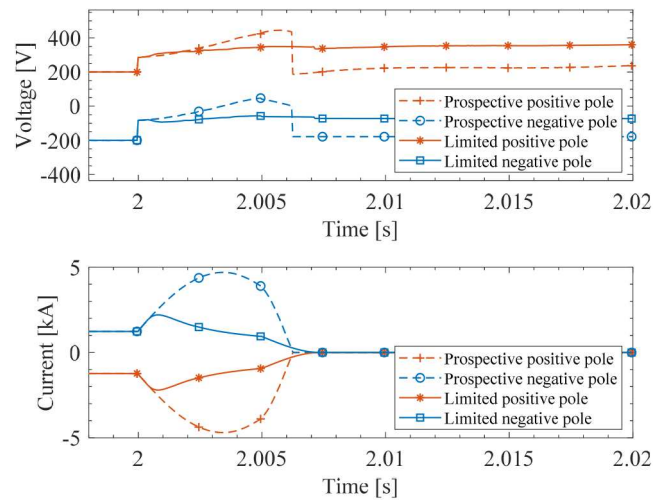 400
200
0
-200
-400
Voltage [V]
Prospective positive pole
Prospective negative pole
Limited positive pole
Limited negative pole
2
2.005
2.01
2.015
2.02
Time [s]
5
0
-5
Current [kA]
Prospective positive pole
Prospective negative pole
Limited positive pole
Limited negative pole
2
2.005
2.01
2.015
2.02
Time [s]